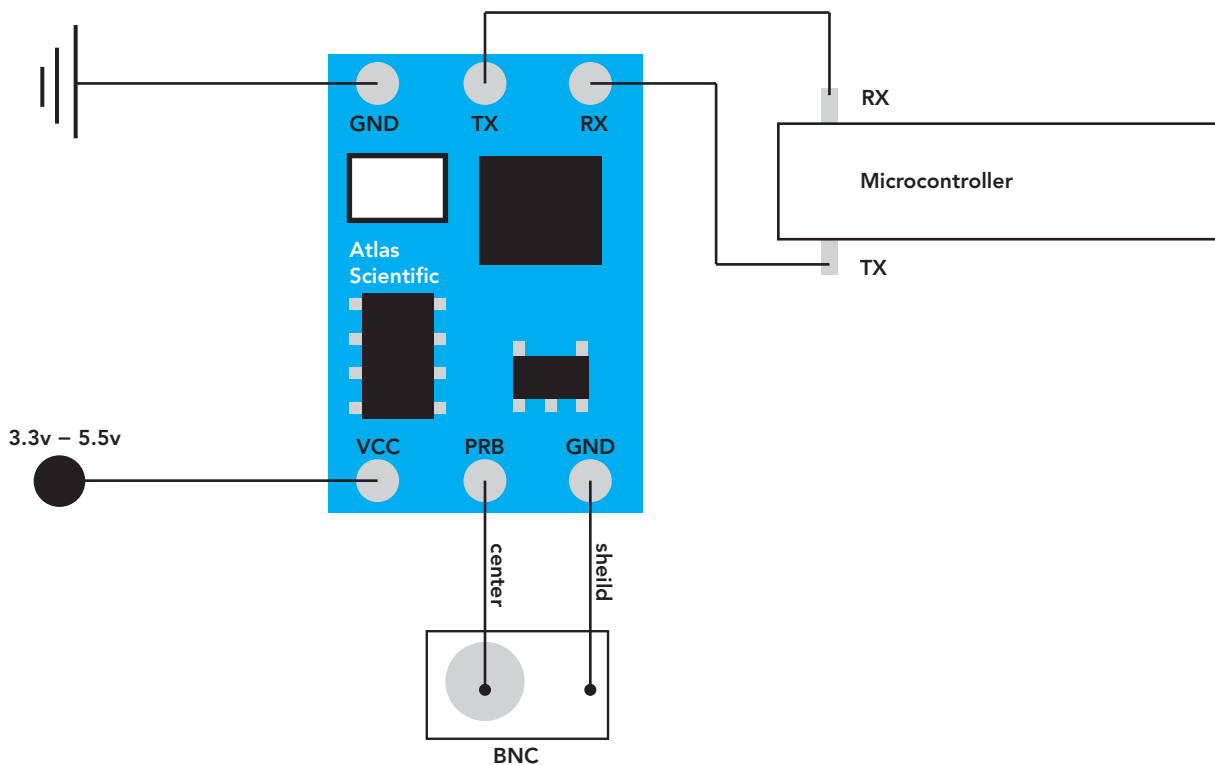 GND
TX
RX
RX
Microcontroller
TX
Atlas
Scientific
3.3v – 5.5v
VCC
PRB
GND
center
sheild
BNC